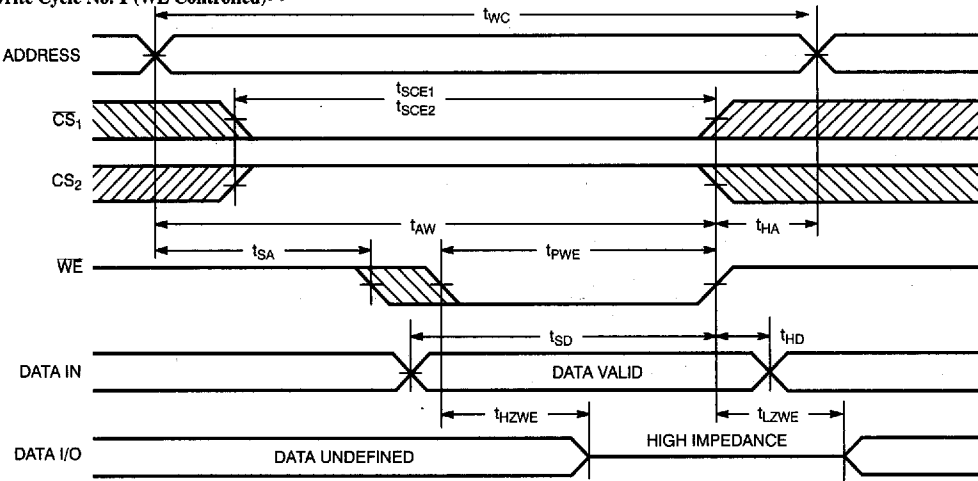 Write Cycle No. 1 (WE Controlled)
tWC
ADDRESS
tSCE1
tSCE2
CS1
CS2
tAW
tHA
tSA
tPWE
WE
tSD
tHD
DATA IN
DATA VALID
tHZWE
tLZWE
DATA I/O
DATA UNDEFINED
HIGH IMPEDANCE